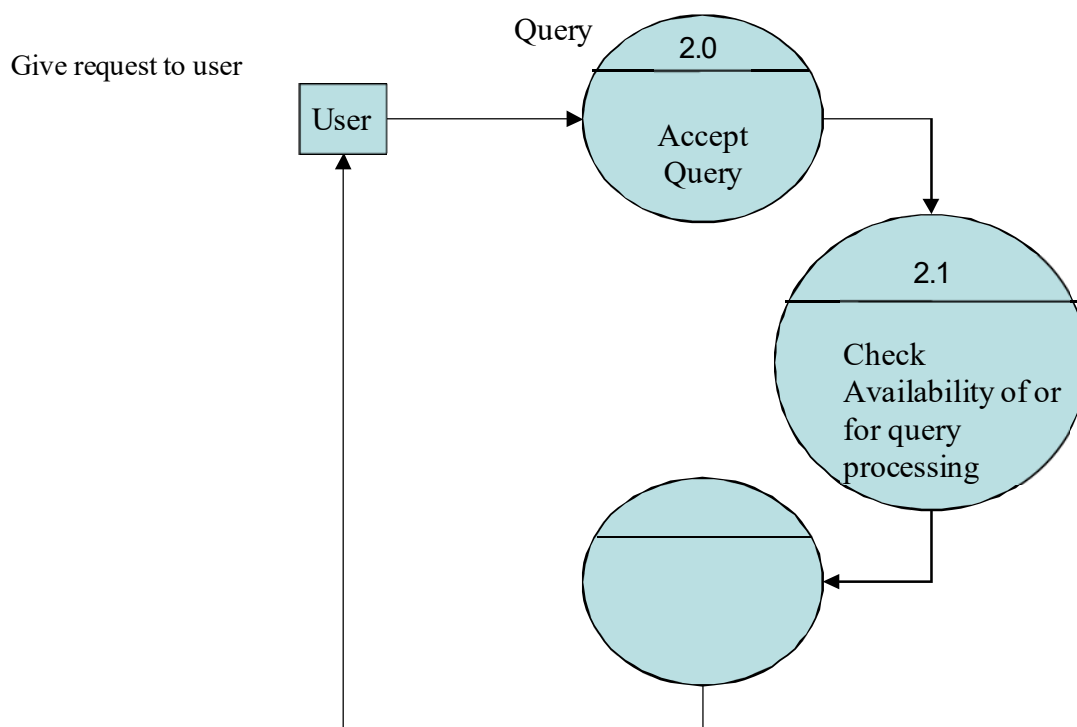 Query
2.0
Give request to user
User
Accept
Query
2.1
Check
Availability of or
for query
processing